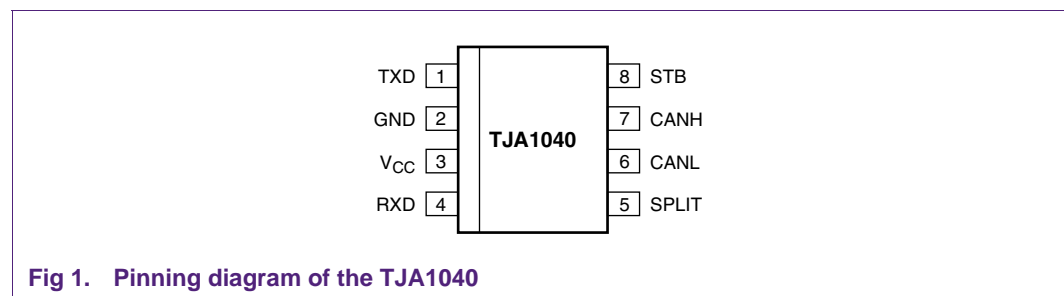 TXD 1 8 STB
GND 2 7 CANH
TJA1040
VCC 3 6 CANL
RXD 4 5 SPLIT
Fig 1. Pinning diagram of the TJA1040